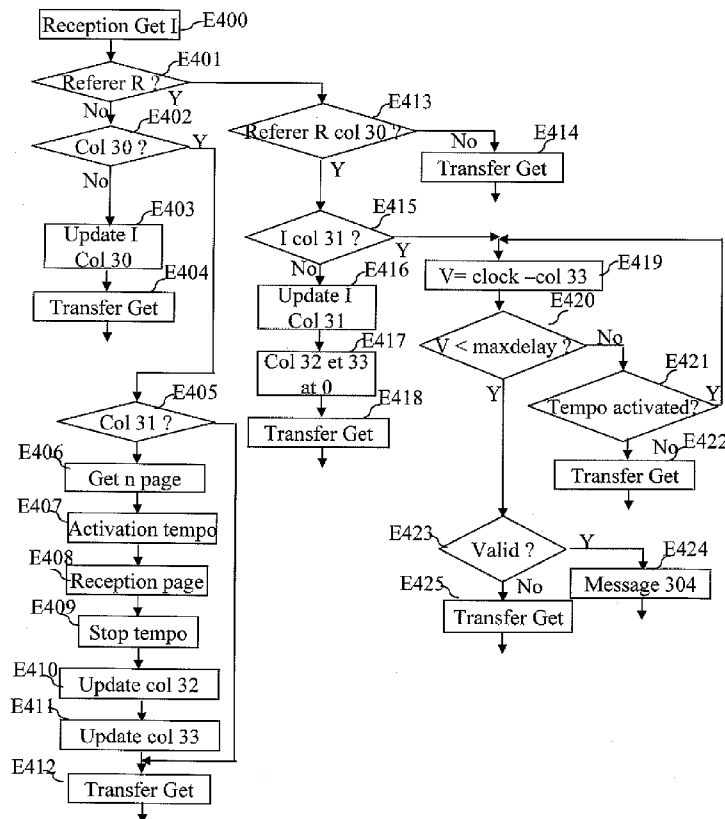 Reception Get I
E400
E401
Referer R ?
Y
No
E402
Col 30 ?
Y
No
E403
Update I
Col 30
E404
Transfer Get
E405
Col 31 ?
E406
Get n page
E407
Activation tempo
E408
Reception page
E409
Stop tempo
E410
Update col 32
E411
Update col 33
E412
Transfer Get
E413
Referer R col 30 ?
No
E414
Transfer Get
Y
E415
I col 31 ?
Y
No
E416
Update I
Col 31
E417
Col 32 et 33
at 0
E418
Transfer Get
E419
V= clock –col 33
E420
V < maxdelay ?
No
Y
E421
Tempo activated?
Y
No
E422
Transfer Get
E423
Valid ?
Y
E424
Message 304
No
E425
Transfer Get